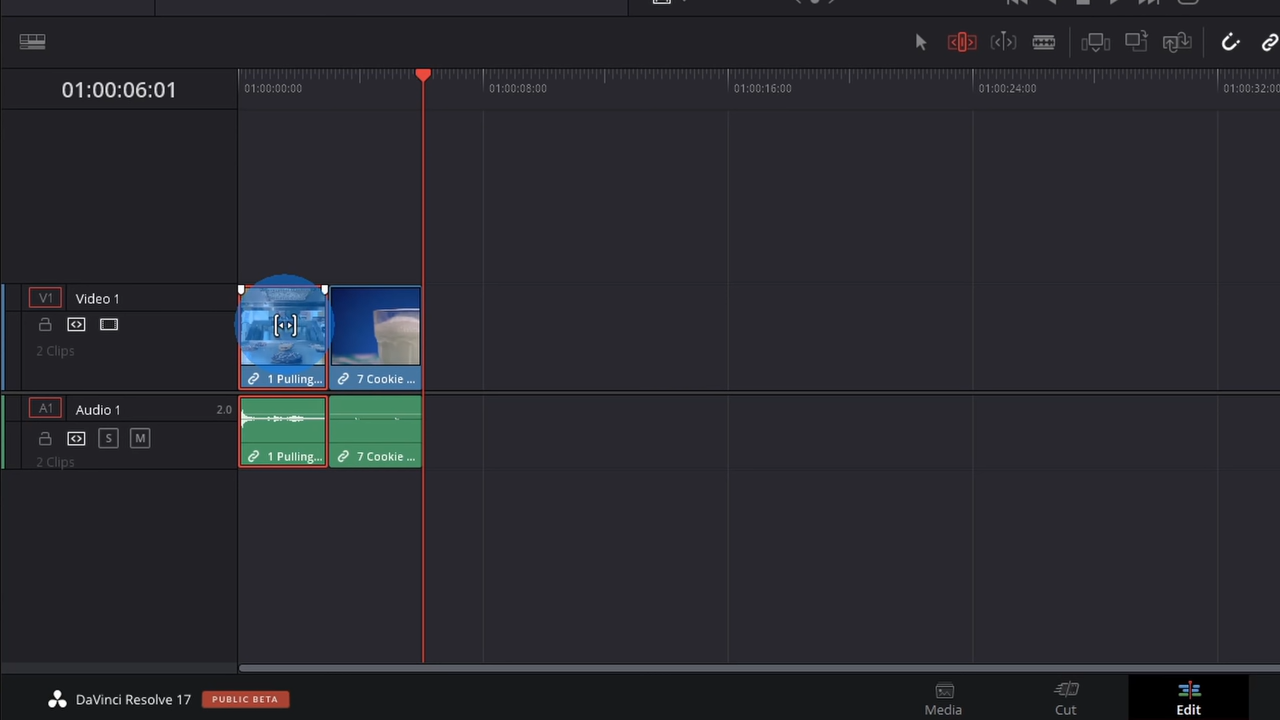 01:00:06:01
01:00:00:00
01:00:08:00
01:00:16:00
01:00:24:00
01:00:32:00
V1 Video 1
2 Clips
1 Pulling...
7 Cookie ...
A1 Audio 1 2.0
S M
2 Clips
1 Pulling...
7 Cookie ...
DaVinci Resolve 17
PUBLIC BETA
Media
Cut
Edit